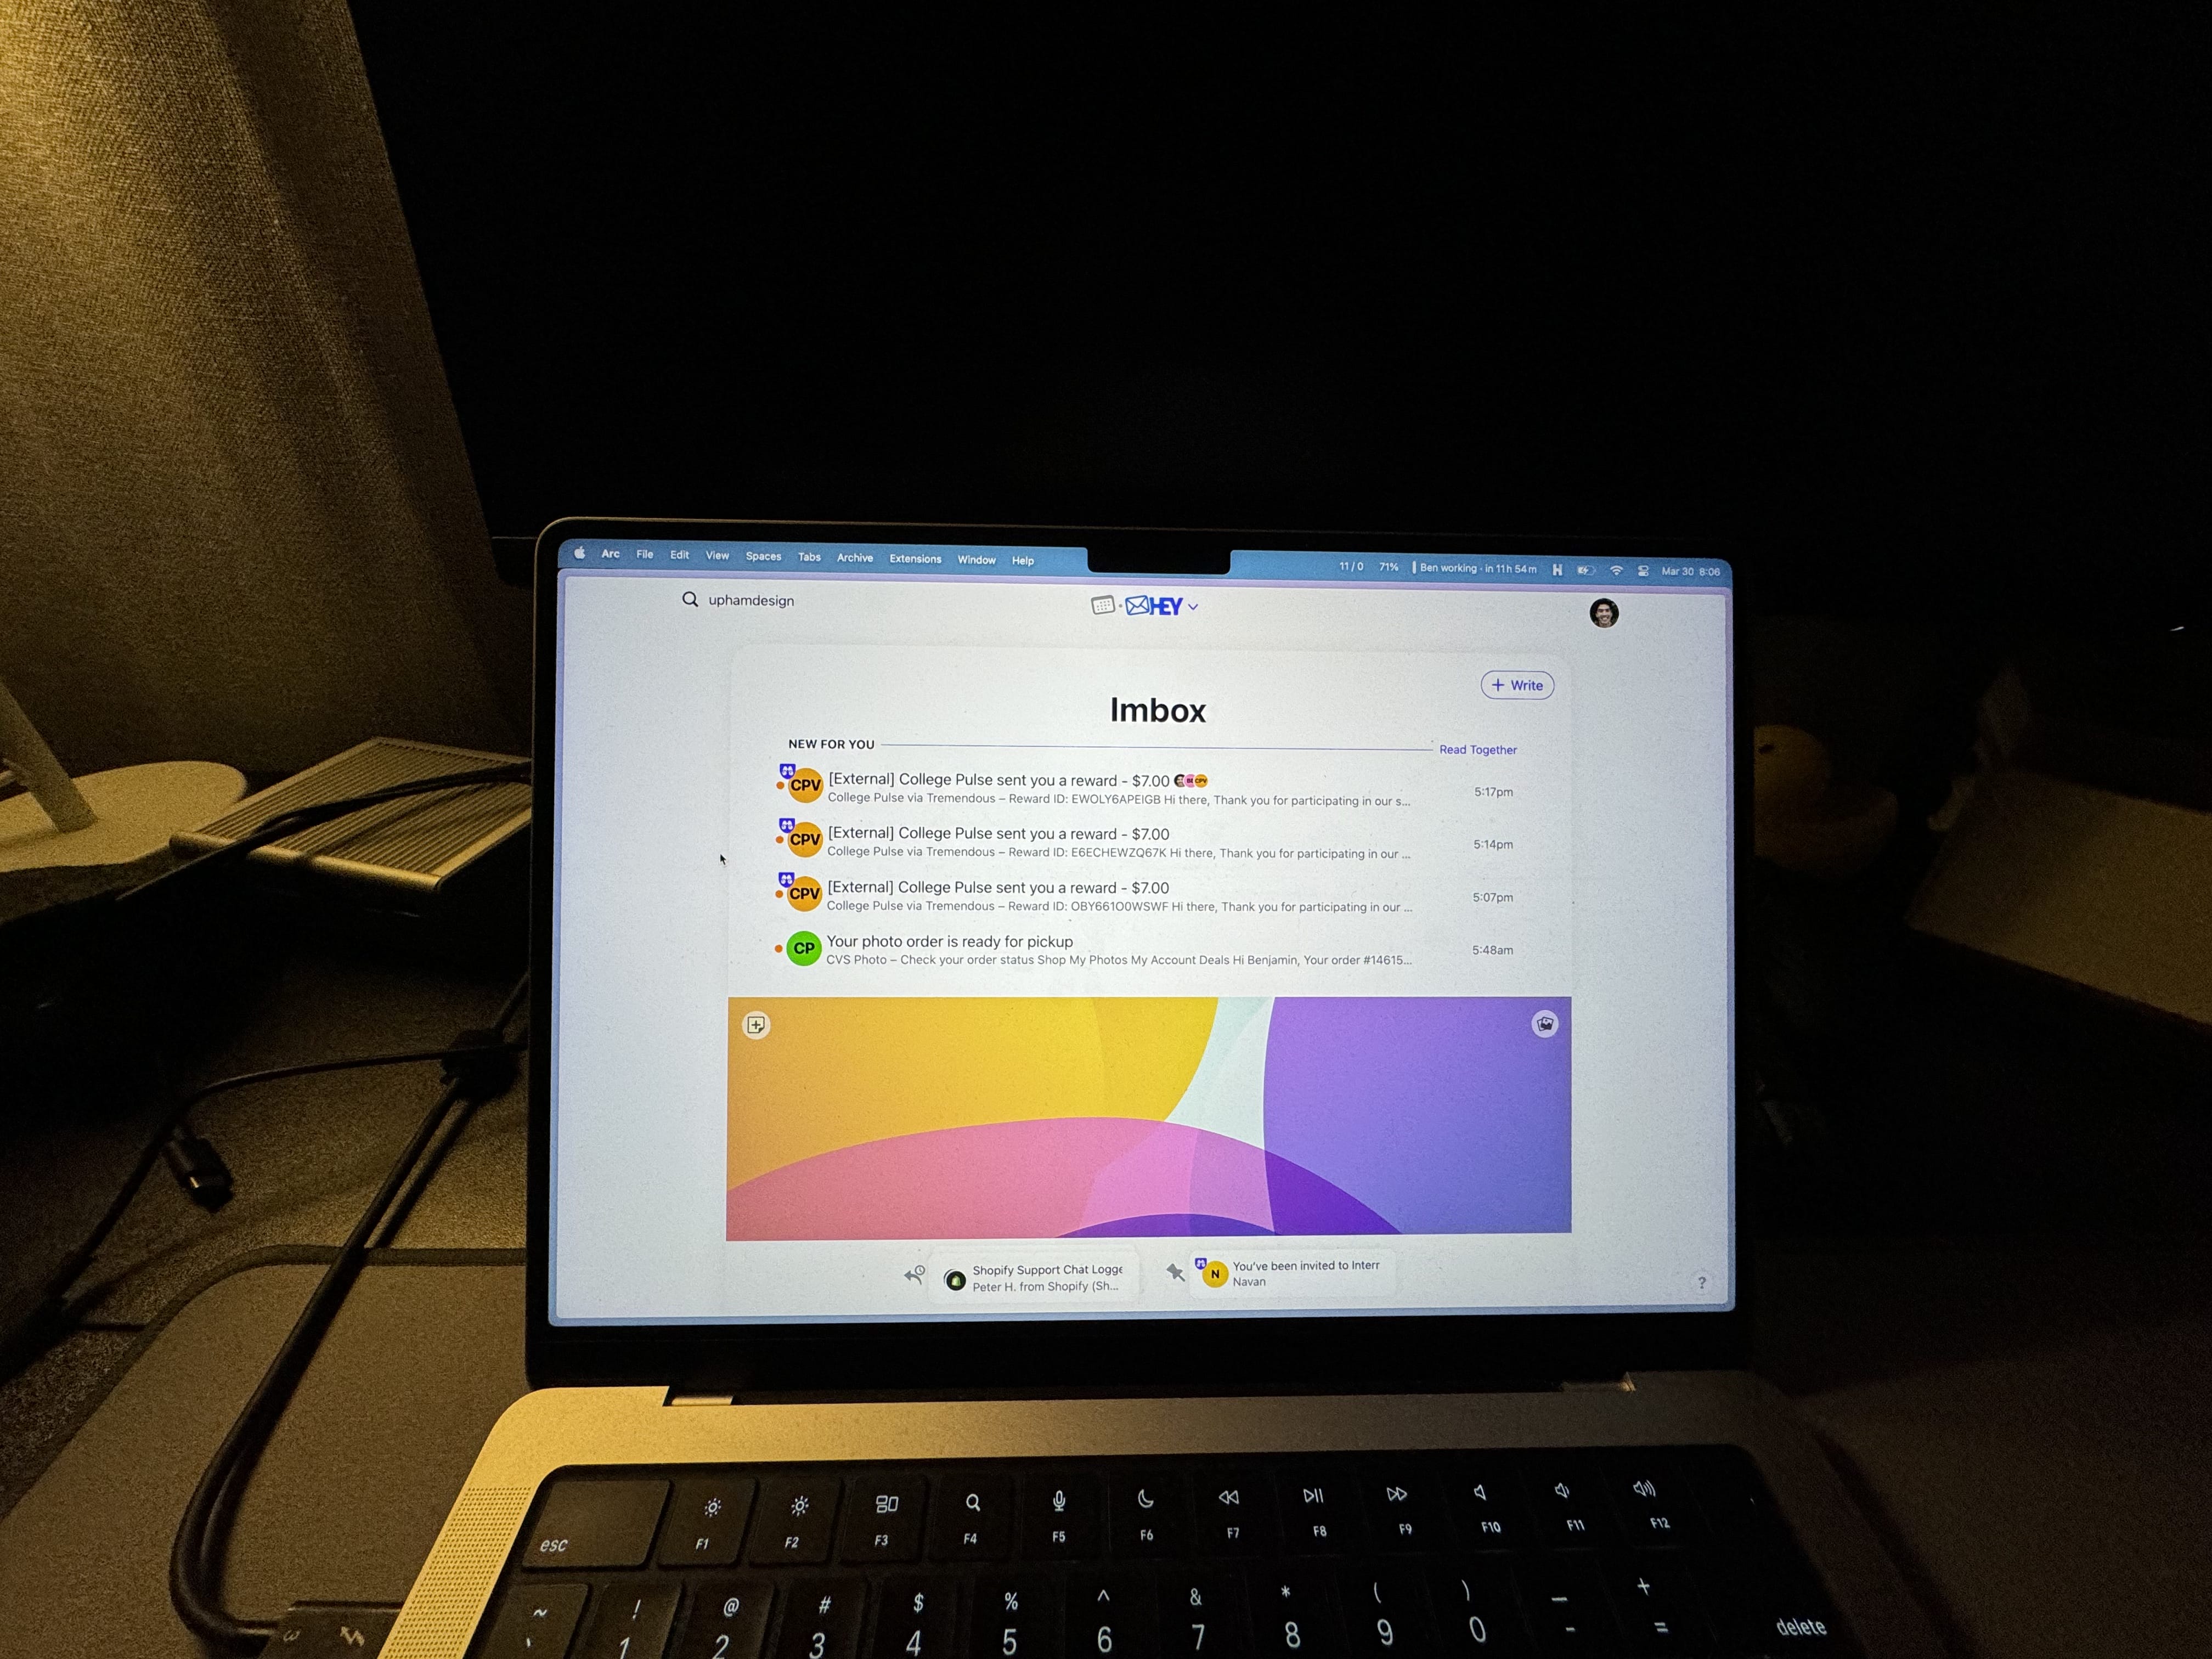 Arc File Edit View Spaces Tabs Archive Extensions Window Help 11 / 0 71% Ben working · in 11h 54m Mar 30 8:06
uphamdesign
HEY
+ Write
Imbox
NEW FOR YOU
Read Together
CPV [External] College Pulse sent you a reward - $7.00
College Pulse via Tremendous – Reward ID: EWOLY6APEIGB Hi there, Thank you for participating in our s...
5:17pm
CPV [External] College Pulse sent you a reward - $7.00
College Pulse via Tremendous – Reward ID: E6ECHEWZQ67K Hi there, Thank you for participating in our ...
5:14pm
CPV [External] College Pulse sent you a reward - $7.00
College Pulse via Tremendous – Reward ID: OBY661O0WSWF Hi there, Thank you for participating in our ...
5:07pm
CP Your photo order is ready for pickup
CVS Photo – Check your order status Shop My Photos My Account Deals Hi Benjamin, Your order #14615...
5:48am
Shopify Support Chat Logge
Peter H. from Shopify (Sh...
N You've been invited to Interr
Navan
?
esc F1 F2 F3 F4 F5 F6 F7 F8 F9 F10 F11 F12
~ ! @ # $ % ^ & * ( ) — +
` 1 2 3 4 5 6 7 8 9 0 - = delete